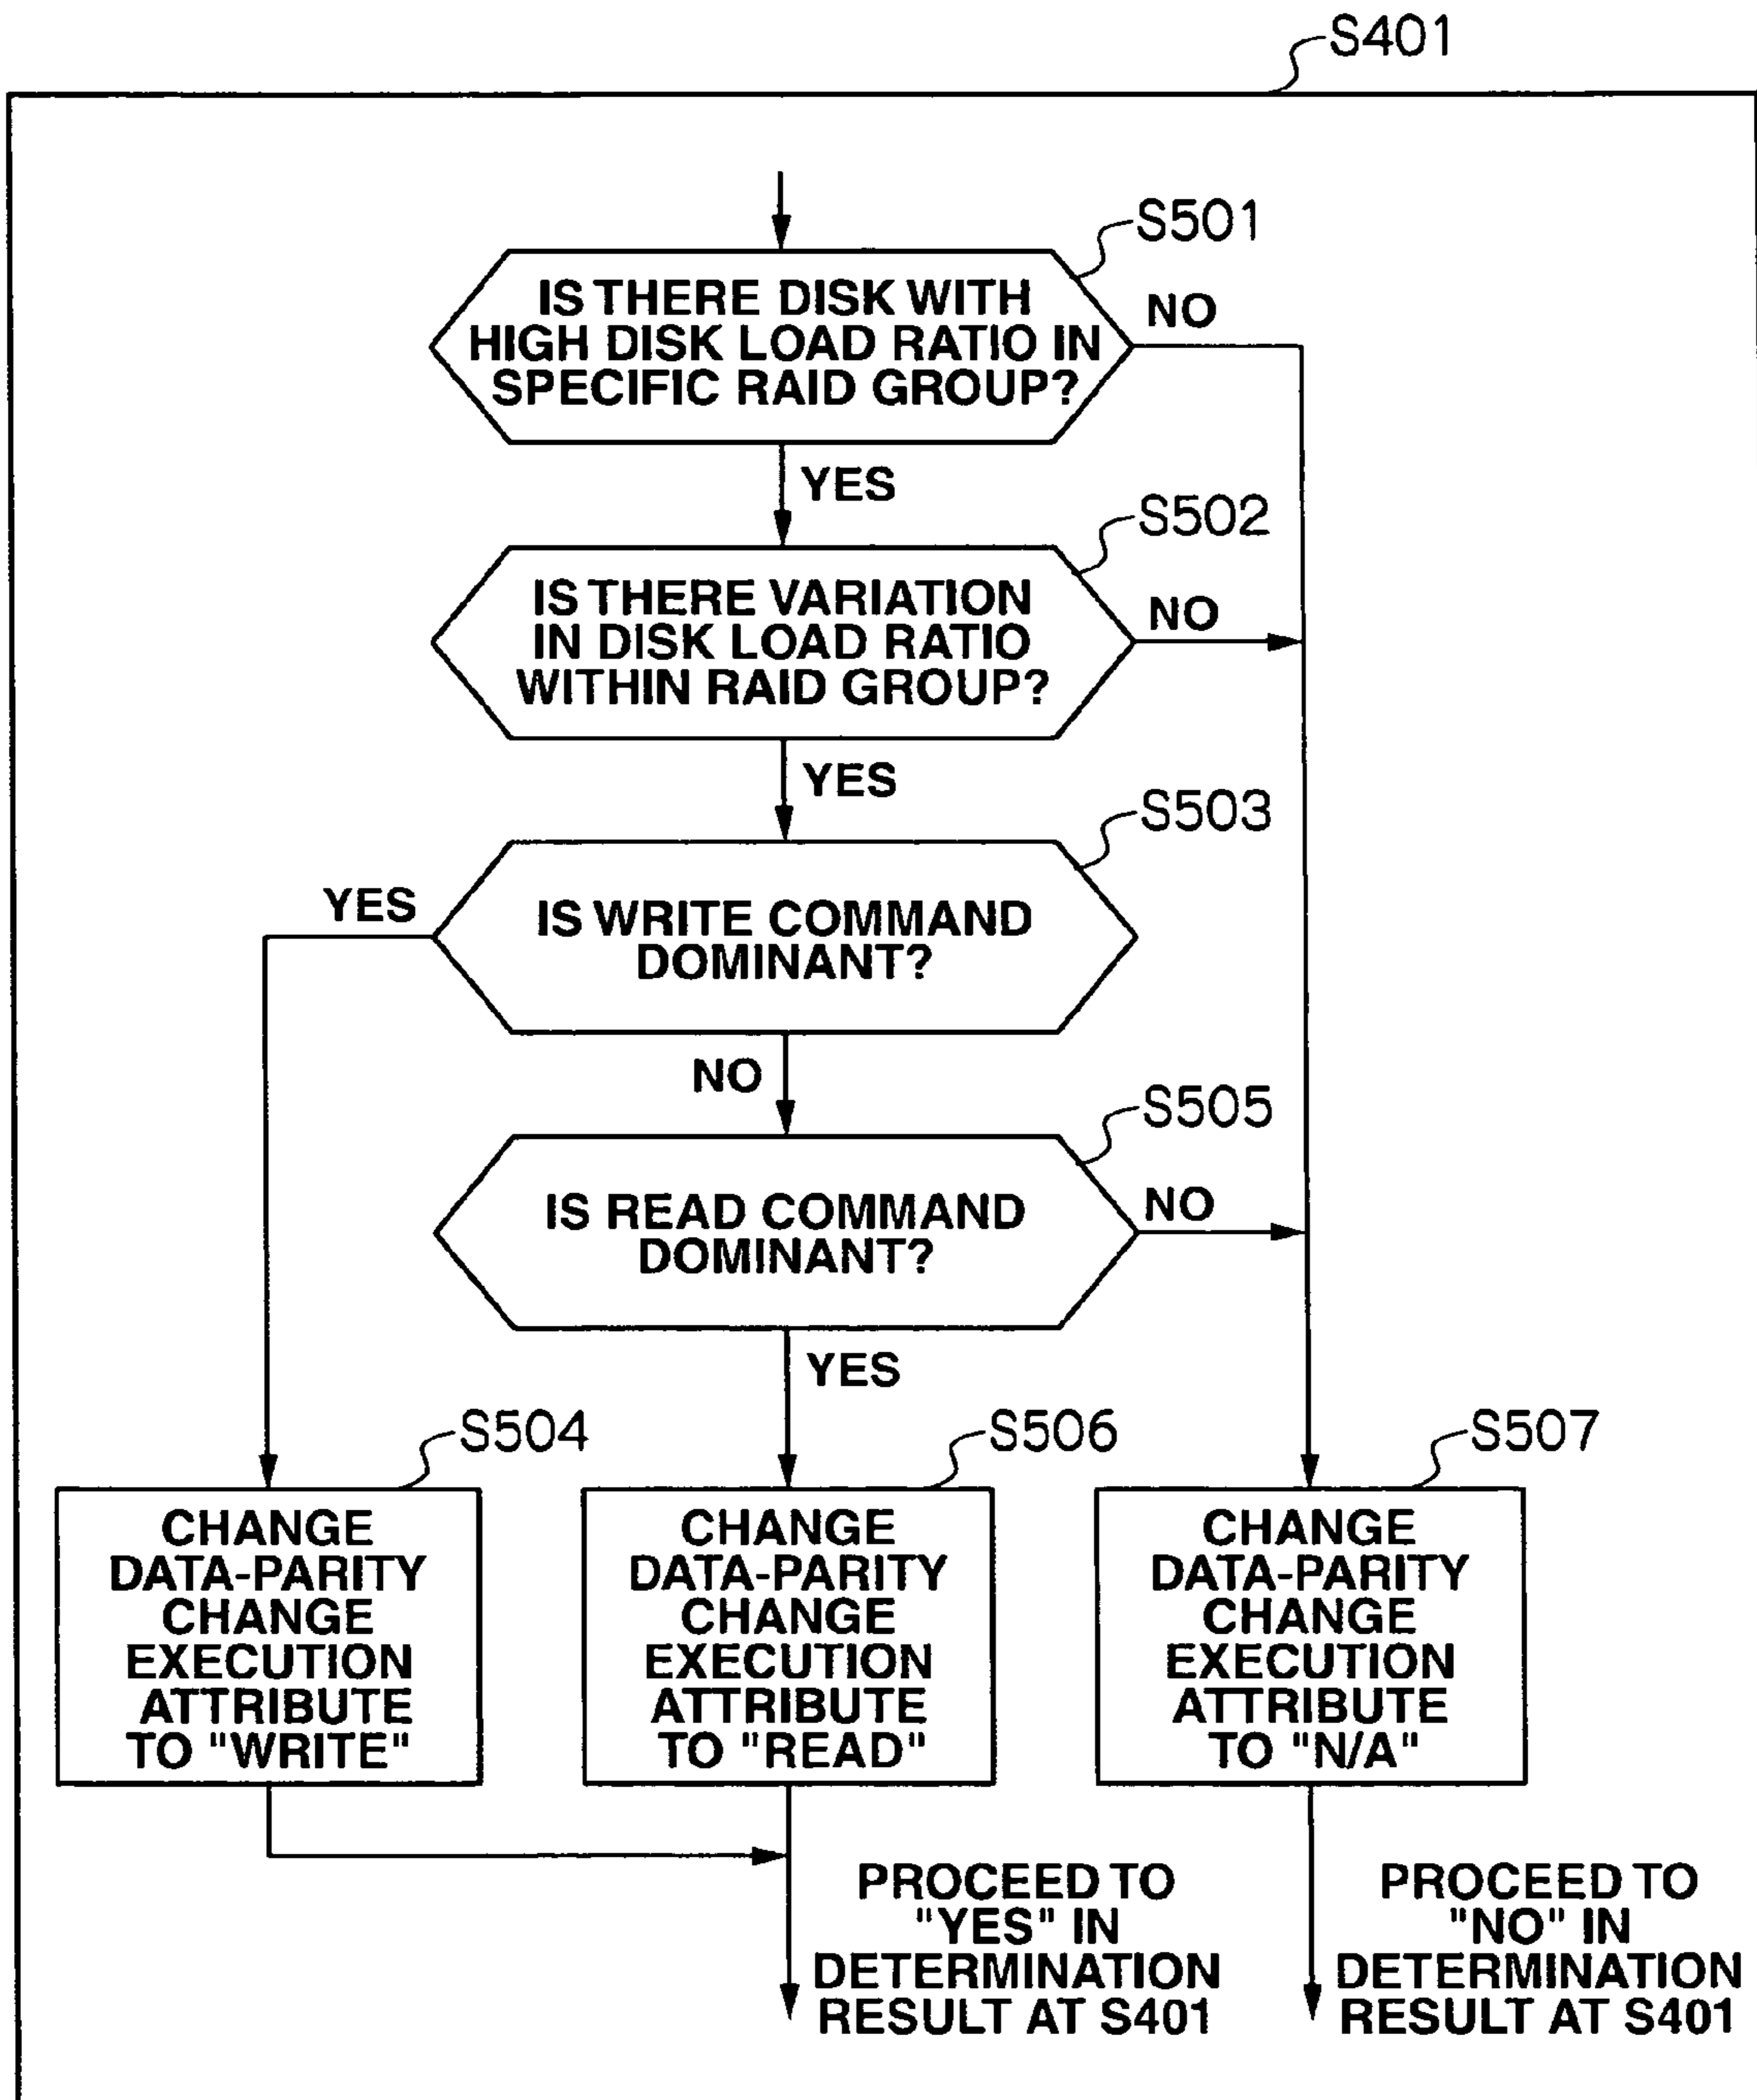 S401
S501
IS THERE DISK WITH
HIGH DISK LOAD RATIO IN
SPECIFIC RAID GROUP?
NO
YES
S502
IS THERE VARIATION
IN DISK LOAD RATIO
WITHIN RAID GROUP?
NO
YES
S503
YES
IS WRITE COMMAND
DOMINANT?
NO
S505
IS READ COMMAND
DOMINANT?
NO
YES
S504
CHANGE
DATA-PARITY
CHANGE
EXECUTION
ATTRIBUTE
TO "WRITE"
S506
CHANGE
DATA-PARITY
CHANGE
EXECUTION
ATTRIBUTE
TO "READ"
S507
CHANGE
DATA-PARITY
CHANGE
EXECUTION
ATTRIBUTE
TO "N/A"
PROCEED TO
"YES" IN
DETERMINATION
RESULT AT S401
PROCEED TO
"NO" IN
DETERMINATION
RESULT AT S401